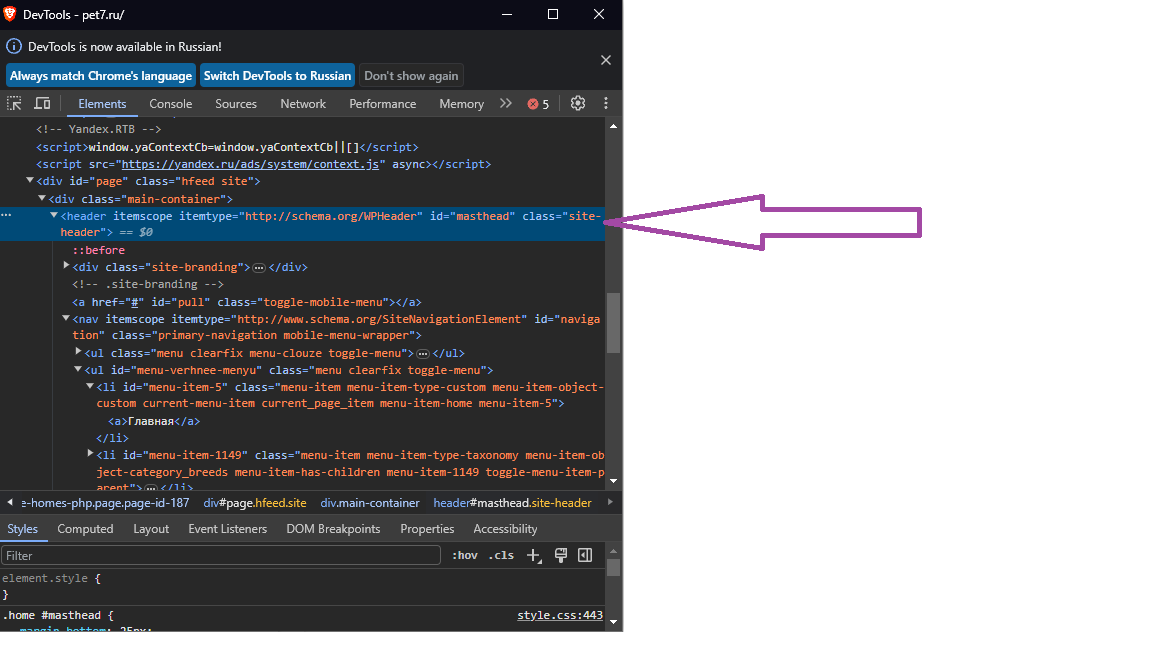 DevTools - pet7.ru/
DevTools is now available in Russian!
Always match Chrome's language Switch DevTools to Russian Don't show again
Elements Console Sources Network Performance Memory 5
<!-- Yandex.RTB -->
<script>window.yaContextCb=window.yaContextCb||[]</script>
<script src="https://yandex.ru/ads/system/context.js" async></script>
<div id="page" class="hfeed site">
<div class="main-container">
<header itemscope itemtype="http://schema.org/WPHeader" id="masthead" class="site-
header"> == $0
::before
<div class="site-branding"> … </div>
<!-- .site-branding -->
<a href="#" id="pull" class="toggle-mobile-menu"></a>
<nav itemscope itemtype="http://www.schema.org/SiteNavigationElement" id="naviga
tion" class="primary-navigation mobile-menu-wrapper">
<ul class="menu clearfix menu-clouze toggle-menu"> … </ul>
<ul id="menu-verhnee-menyu" class="menu clearfix toggle-menu">
<li id="menu-item-5" class="menu-item menu-item-type-custom menu-item-object-
custom current-menu-item current_page_item menu-item-home menu-item-5">
<a>Главная</a>
</li>
<li id="menu-item-1149" class="menu-item menu-item-type-taxonomy menu-item-ob
ject-category_breeds menu-item-has-children menu-item-1149 toggle-menu-item-p
arent"> … </li>
e-homes-php.page.page-id-187 div#page.hfeed.site div.main-container header#masthead.site-header
Styles Computed Layout Event Listeners DOM Breakpoints Properties Accessibility
Filter :hov .cls
element.style {
}
.home #masthead { style.css:443
margin-bottom: 25px;